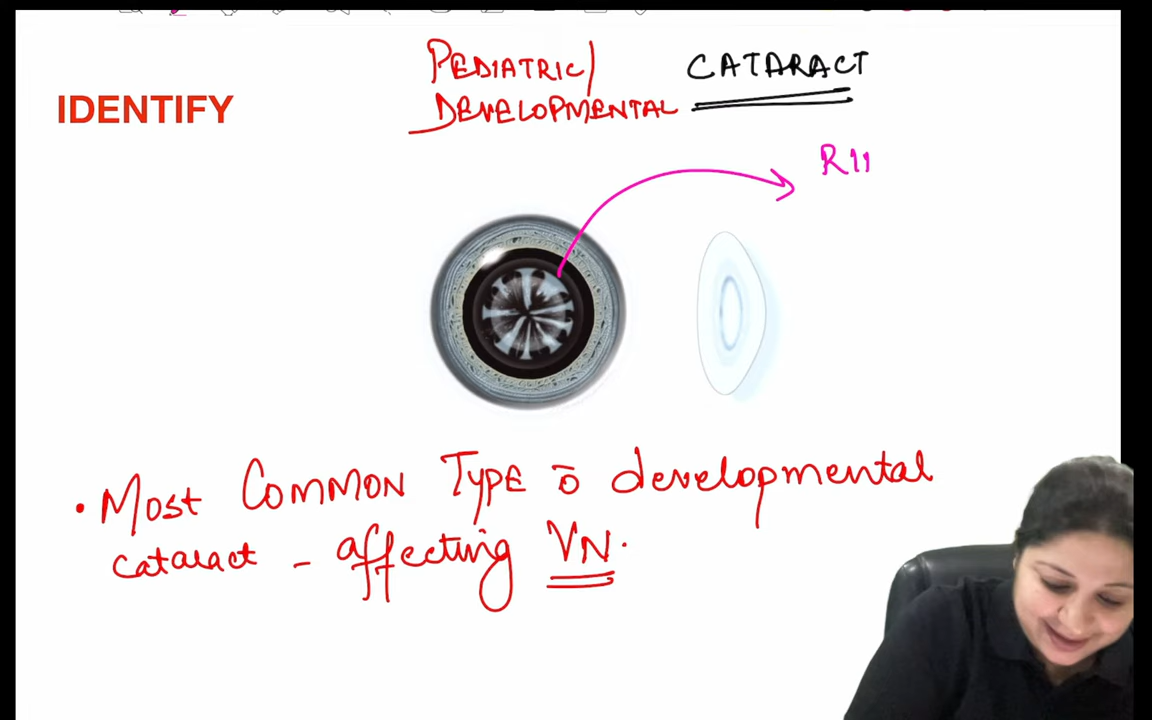 PEDIATRIC/ CATARACT
IDENTIFY
DEVELOPMENTAL
R11
• MOST COMMON TYPE ō developmental
cataract - affecting VN.